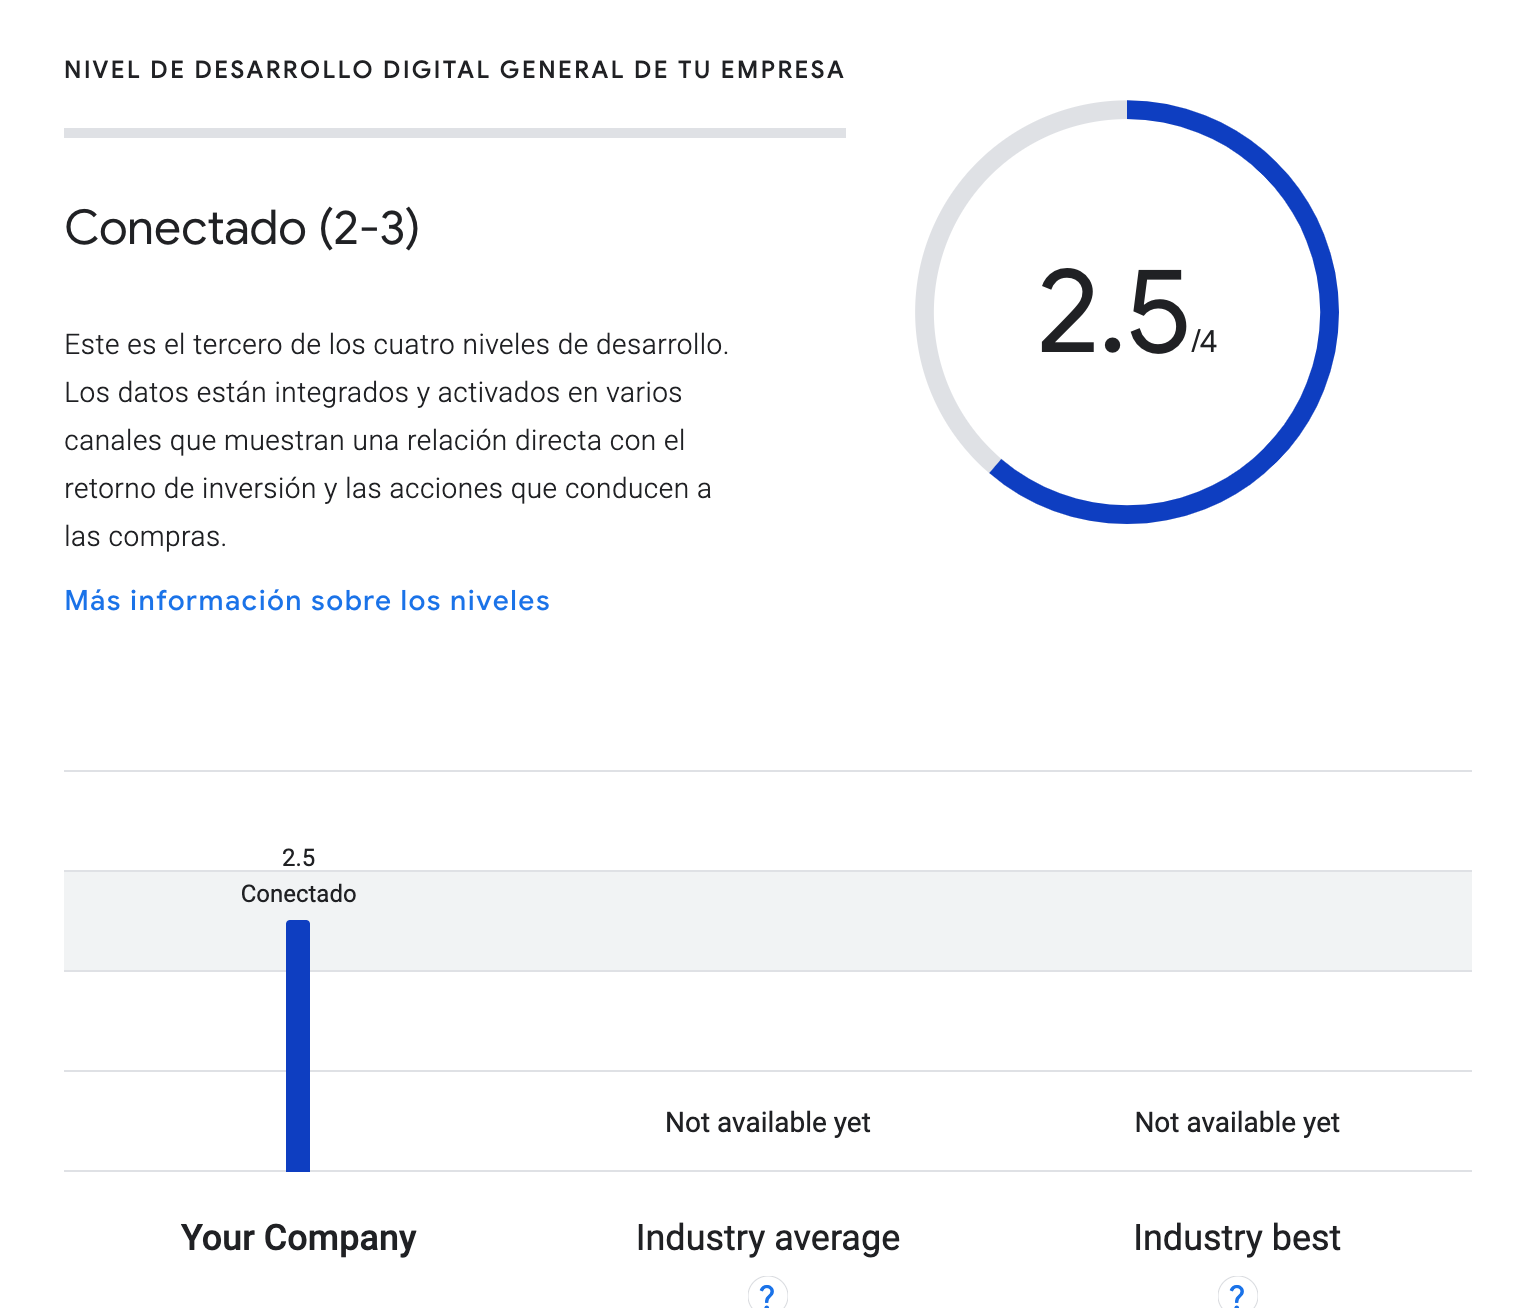 NIVEL DE DESARROLLO DIGITAL GENERAL DE TU EMPRESA
Conectado (2-3)
Este es el tercero de los cuatro niveles de desarrollo.
Los datos están integrados y activados en varios
canales que muestran una relación directa con el
retorno de inversión y las acciones que conducen a
las compras.
Más información sobre los niveles
2.5/4
2.5
Conectado
Not available yet
Not available yet
Your Company
Industry average
Industry best
?
?